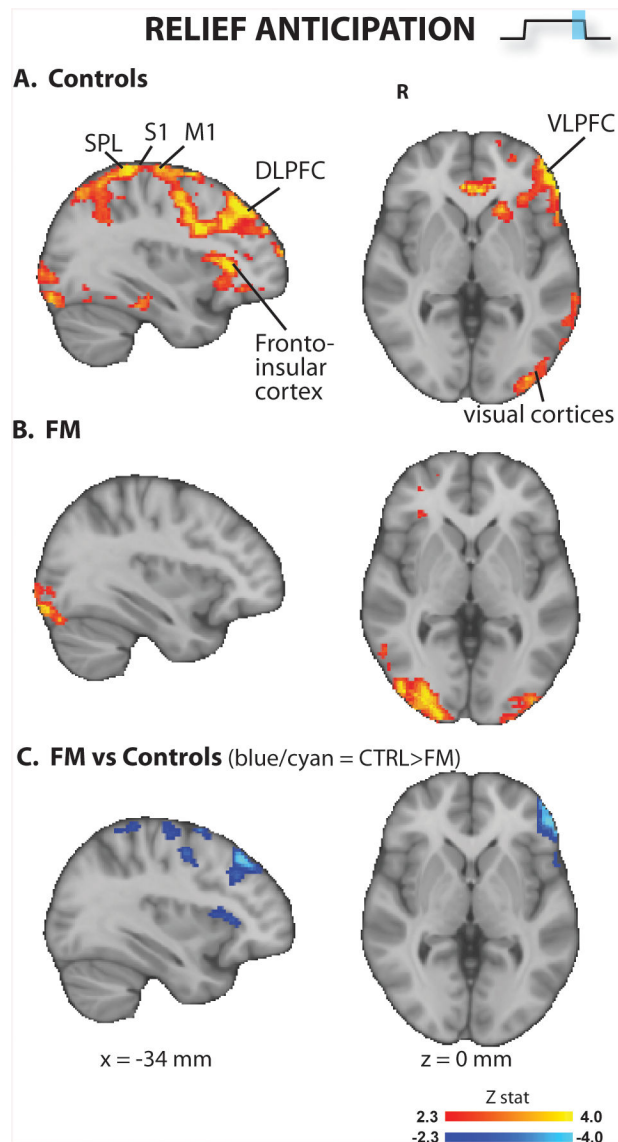 RELIEF ANTICIPATION
A. Controls
R
SPL
S1
M1
DLPFC
VLPFC
Fronto-
insular
cortex
visual cortices
B. FM
C. FM vs Controls (blue/cyan = CTRL>FM)
x = -34 mm
z = 0 mm
Z stat
2.3 4.0
-2.3 -4.0